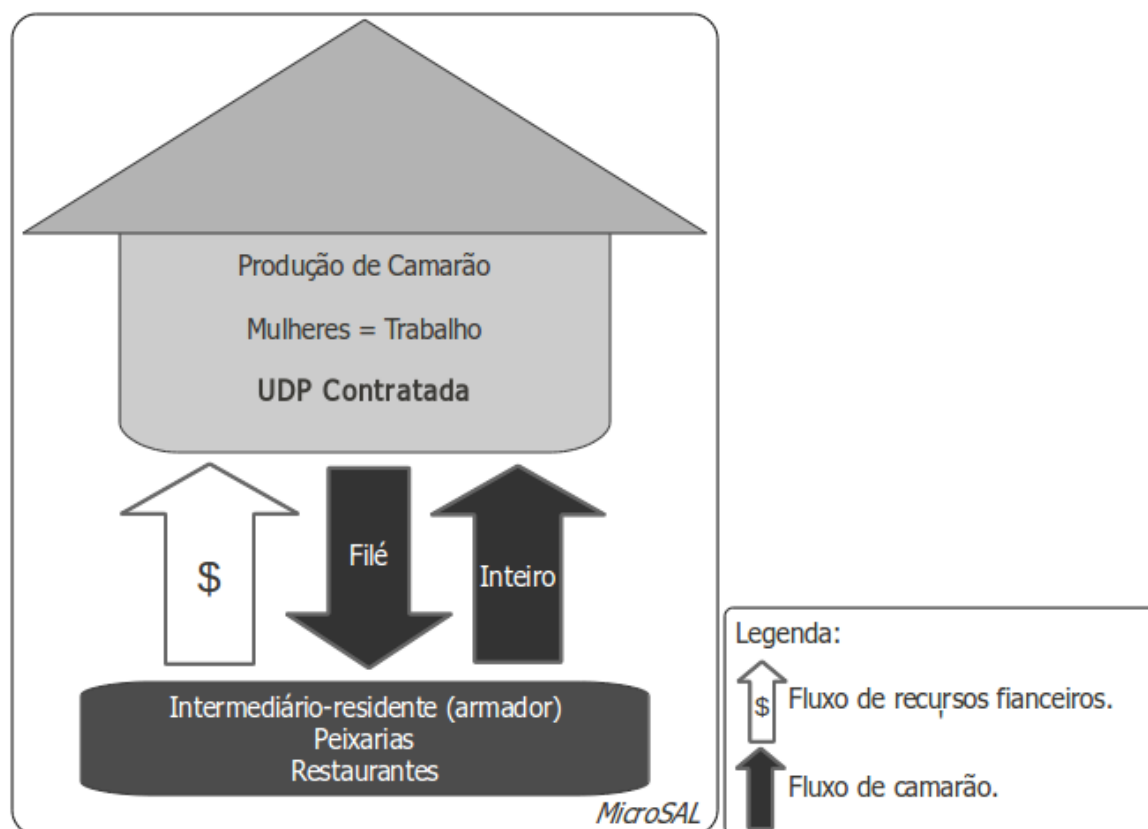 Produção de Camarão
Mulheres = Trabalho
UDP Contratada
$
Filé
Inteiro
Intermediário-residente (armador)
Peixarias
Restaurantes
MicroSAL
Legenda:
$ Fluxo de recursos fianceiros.
Fluxo de camarão.